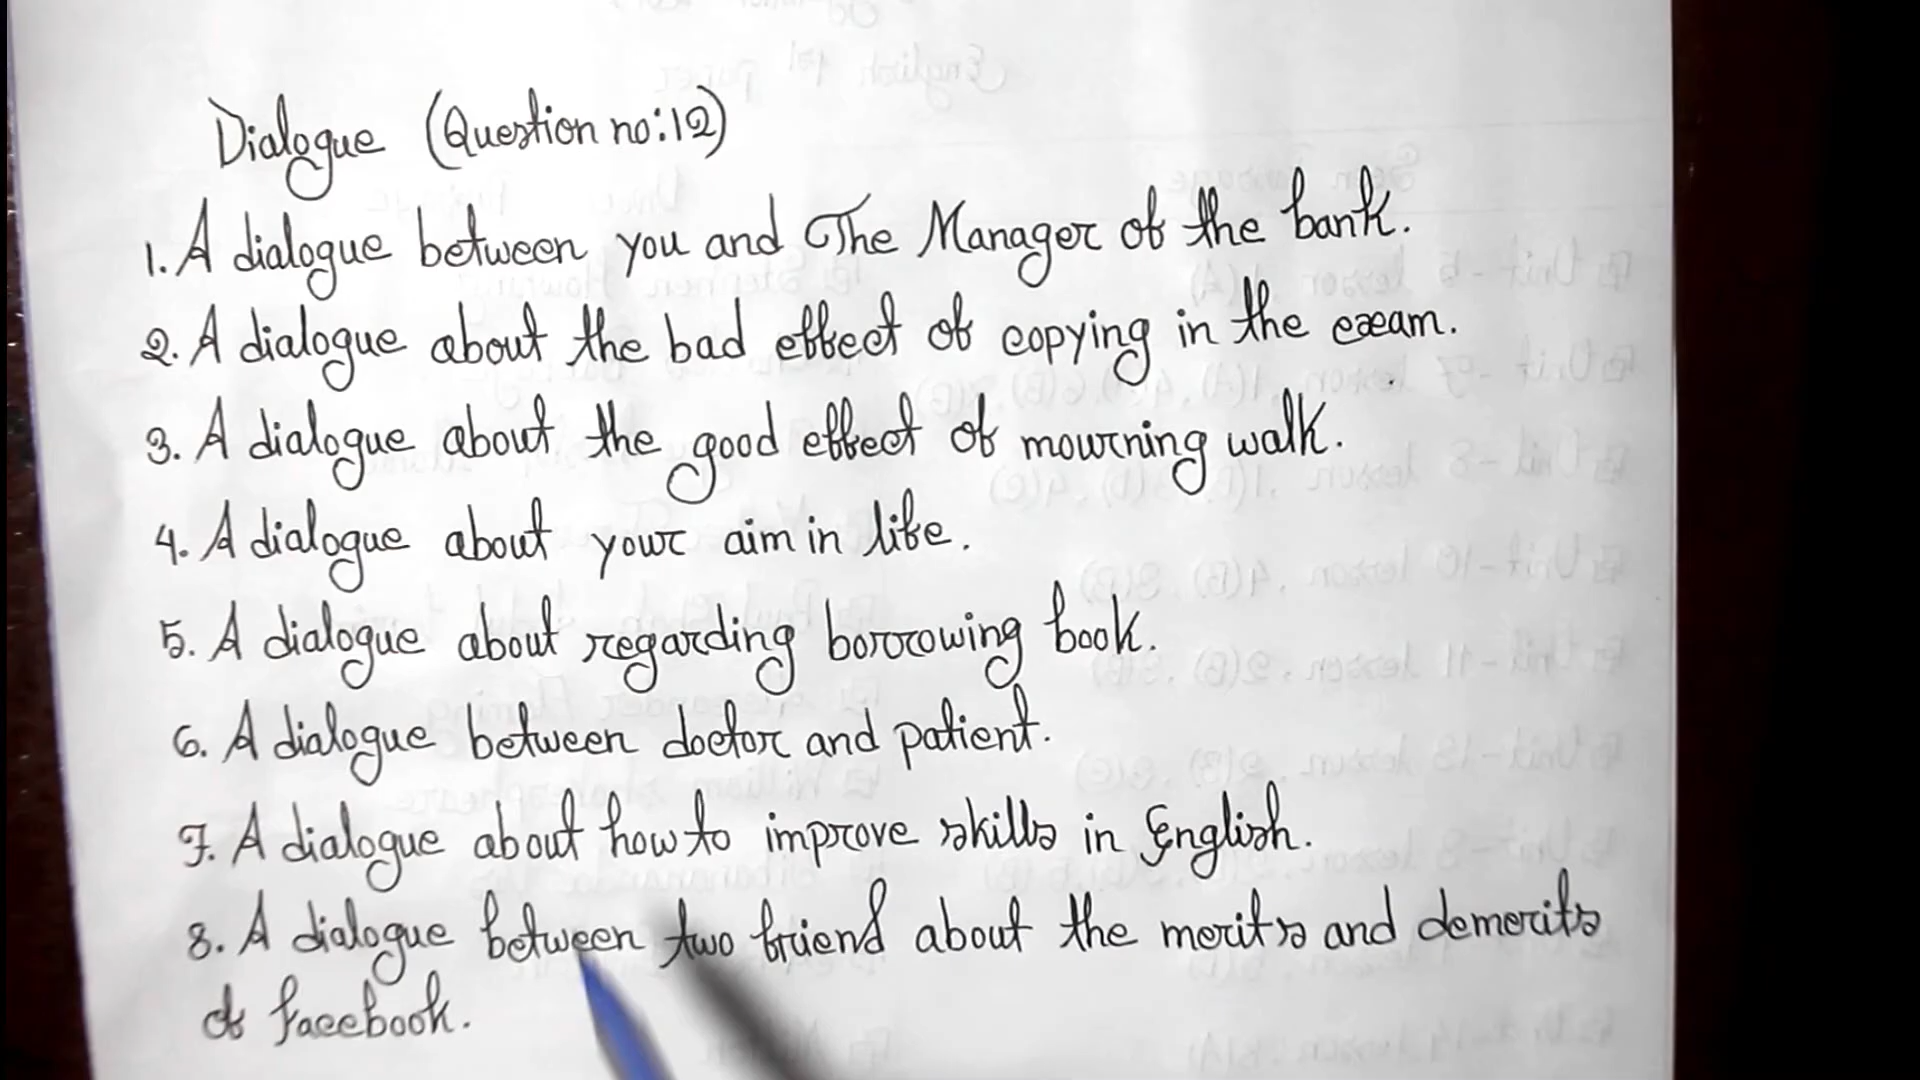 Dialogue (Question no:12)
1. A dialogue between you and The Manager of the bank.
2. A dialogue about the bad effect of copying in the exam.
3. A dialogue about the good effect of mourning walk.
4. A dialogue about your aim in life.
5. A dialogue about regarding borrowing book.
6. A dialogue between doctor and patient.
7. A dialogue about how to improve skills in English.
8. A dialogue between two friend about the merits and demerits
of facebook.